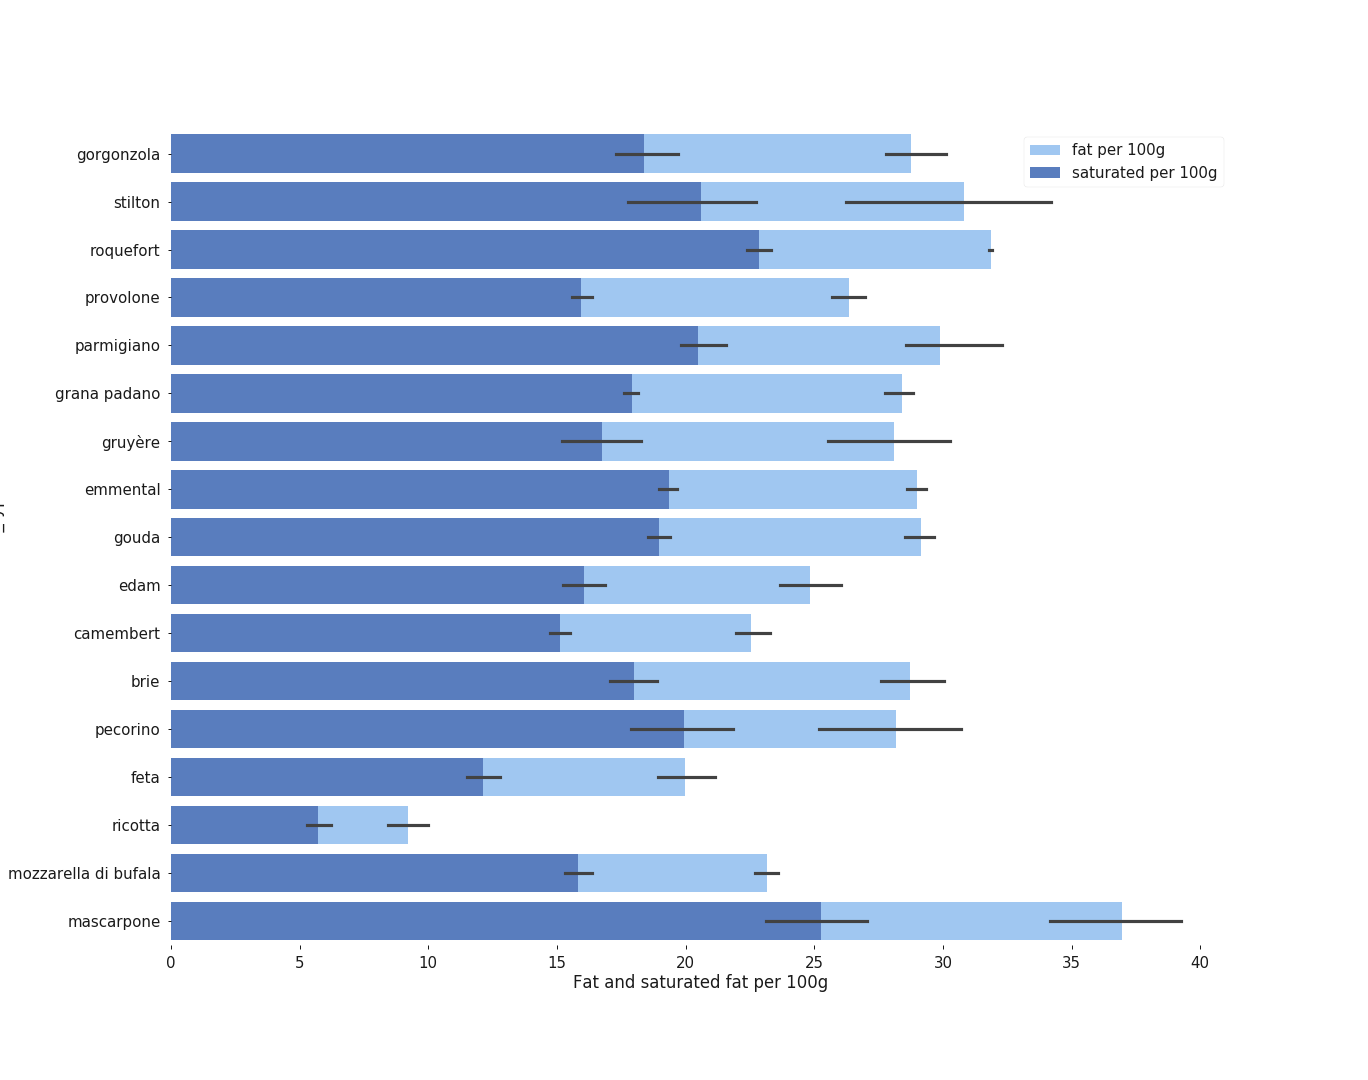 gorgonzola
stilton
roquefort
provolone
parmigiano
grana padano
gruyère
emmental
gouda
edam
camembert
brie
pecorino
feta
ricotta
mozzarella di bufala
mascarpone
fat per 100g
saturated per 100g
0 5 10 15 20 25 30 35 40
Fat and saturated fat per 100g